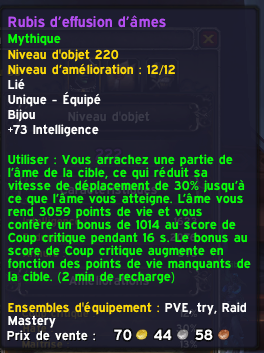 Rubis d'effusion d'âmes
Mythique
Niveau d'objet 220
Niveau d'amélioration : 12/12
Lié
Unique - Équipé
Bijou
Niveau d'objet
+73 Intelligence
Utiliser : Vous arrachez une partie de
l'âme de la cible, ce qui réduit sa
vitesse de déplacement de 30% jusqu'à
ce que l'âme vous atteigne. L'âme vous
rend 3059 points de vie et vous
confère un bonus de 1014 au score de
Coup critique pendant 16 s. Le bonus au
score de Coup critique augmente en
fonction des points de vie manquants de
la cible. (2 min de recharge)
Ensembles d'équipement : PVE, try, Raid
Mastery
Prix de vente : 70 44 58